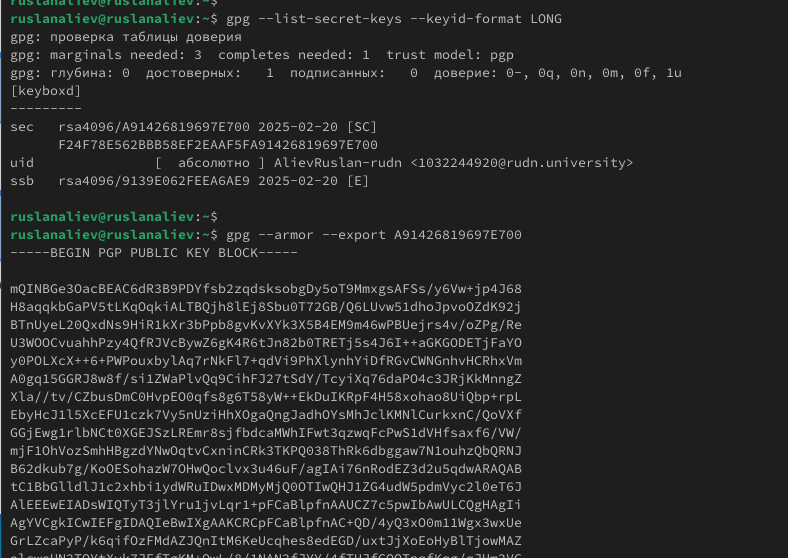 ruslanaliev@ruslanaliev:~$
ruslanaliev@ruslanaliev:~$ gpg --list-secret-keys --keyid-format LONG
gpg: проверка таблицы доверия
gpg: marginals needed: 3  completes needed: 1  trust model: pgp
gpg: глубина: 0  достоверных:   1  подписанных:   0  доверие: 0-, 0q, 0n, 0m, 0f, 1u
[keyboxd]
---------
sec   rsa4096/A91426819697E700 2025-02-20 [SC]
      F24F78E562BBB58EF2EAAF5FA91426819697E700
uid              [  абсолютно ] AlievRuslan-rudn <1032244920@rudn.university>
ssb   rsa4096/9139E062FEEA6AE9 2025-02-20 [E]
ruslanaliev@ruslanaliev:~$
ruslanaliev@ruslanaliev:~$ gpg --armor --export A91426819697E700
-----BEGIN PGP PUBLIC KEY BLOCK-----
mQINBGe3OacBEAC6dR3B9PDYfsb2zqdsksobgDy5oT9MmxgsAFSs/y6Vw+jp4J68
H8aqqkbGaPV5tLKqOqkiALTBQjh8lEj8Sbu0T72GB/Q6LUvw51dhoJpvoOZdK92j
BTnUyeL20QxdNs9HiR1kXr3bPpb8gvKvXYk3X5B4EM9m46wPBUejrs4v/oZPg/Re
U3WOOCvuahhPzy4QfRJVcBywZ6gK4R6tJn82b0TRETj5s4J6I++aGKGODETjFaYO
y0POLXcX++6+PWPouxbylAq7rNkFl7+qdVi9PhXlynhYiDfRGvCWNGnhvHCRhxVm
A0gq15GGRJ8w8f/si1ZWaPlvQq9CihFJ27tSdY/TcyiXq76daPO4c3JRjKkMnngZ
Xla//tv/CZbusDmC0HvpEO0qfs8g6T58yW++EkDuIKRpF4H58xohao8UiQbp+rpL
EbyHcJ1l5XcEFU1czk7Vy5nUziHhXOgaQngJadhOYsMhJclKMNlCurkxnC/QoVXf
GGjEwg1rlbNCt0XGEJSzLREmr8sjfbdcaMWhIFwt3qzwqFcPwS1dVHfsaxf6/VW/
mjF1OhVozSmhHBgzdYNwOqtvCxninCRk3TKPQ038ThRk6dbggaw7N1ouhzQbQRNJ
B62dkub7g/KoOESohazW7OHwQoclvx3u46uF/agIAi76nRodEZ3d2u5qdwARAQAB
tC1BbGlldlJ1c2xhbi1ydWRuIDwxMDMyMjQ0OTIwQHJ1ZG4udW5pdmVyc2l0eT6J
AlEEEwEIADsWIQTyT3jlYru1jvLqr1+pFCaBlpfnAAUCZ7c5pwIbAwULCQgHAgIi
AgYVCgkICwIEFgIDAQIeBwIXgAAKCRCpFCaBlpfnAC+QD/4yQ3xO0m11Wgx3wxUe
GrLZcaPyP/k6qifOzFMdAZJQnItM6KeUcqhes8edEGD/uxtJjXoEoHyBlTjowMAZ